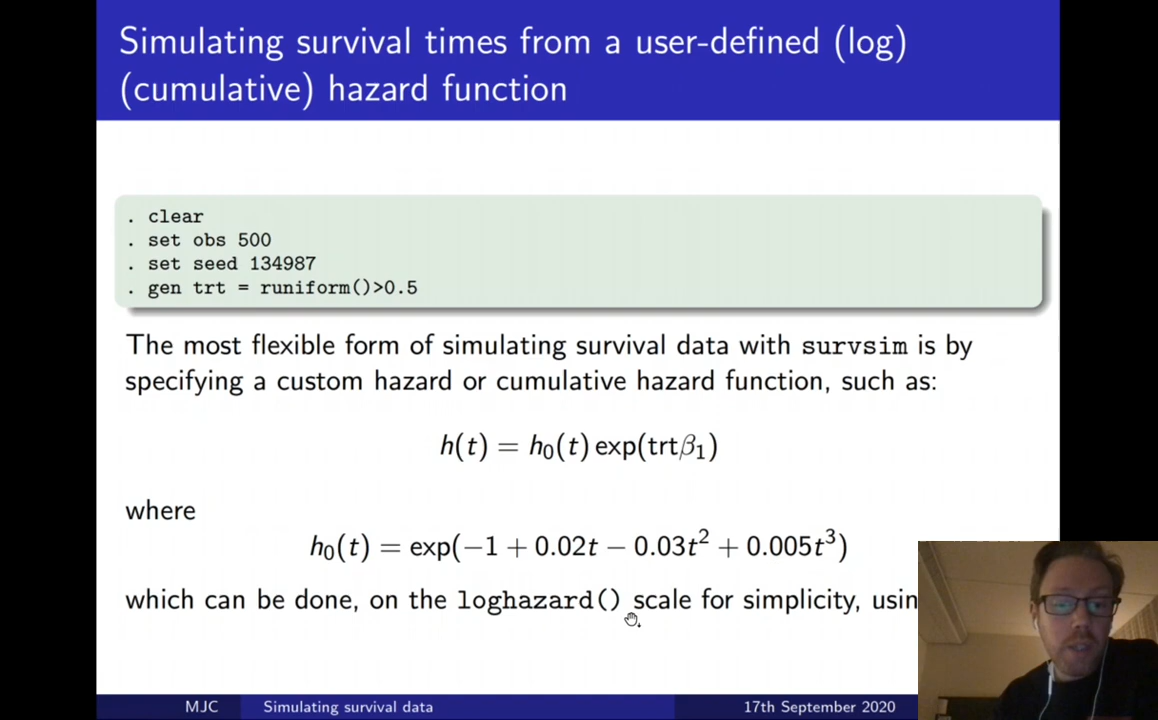 Simulating survival times from a user-defined (log)
(cumulative) hazard function
. clear
. set obs 500
. set seed 134987
. gen trt = runiform()>0.5
The most flexible form of simulating survival data with survsim is by
specifying a custom hazard or cumulative hazard function, such as:
h(t) = h₀(t) exp(trtβ₁)
where
h₀(t) = exp(−1 + 0.02t − 0.03t² + 0.005t³)
which can be done, on the loghazard() scale for simplicity, usin
MJC Simulating survival data 17th September 2020